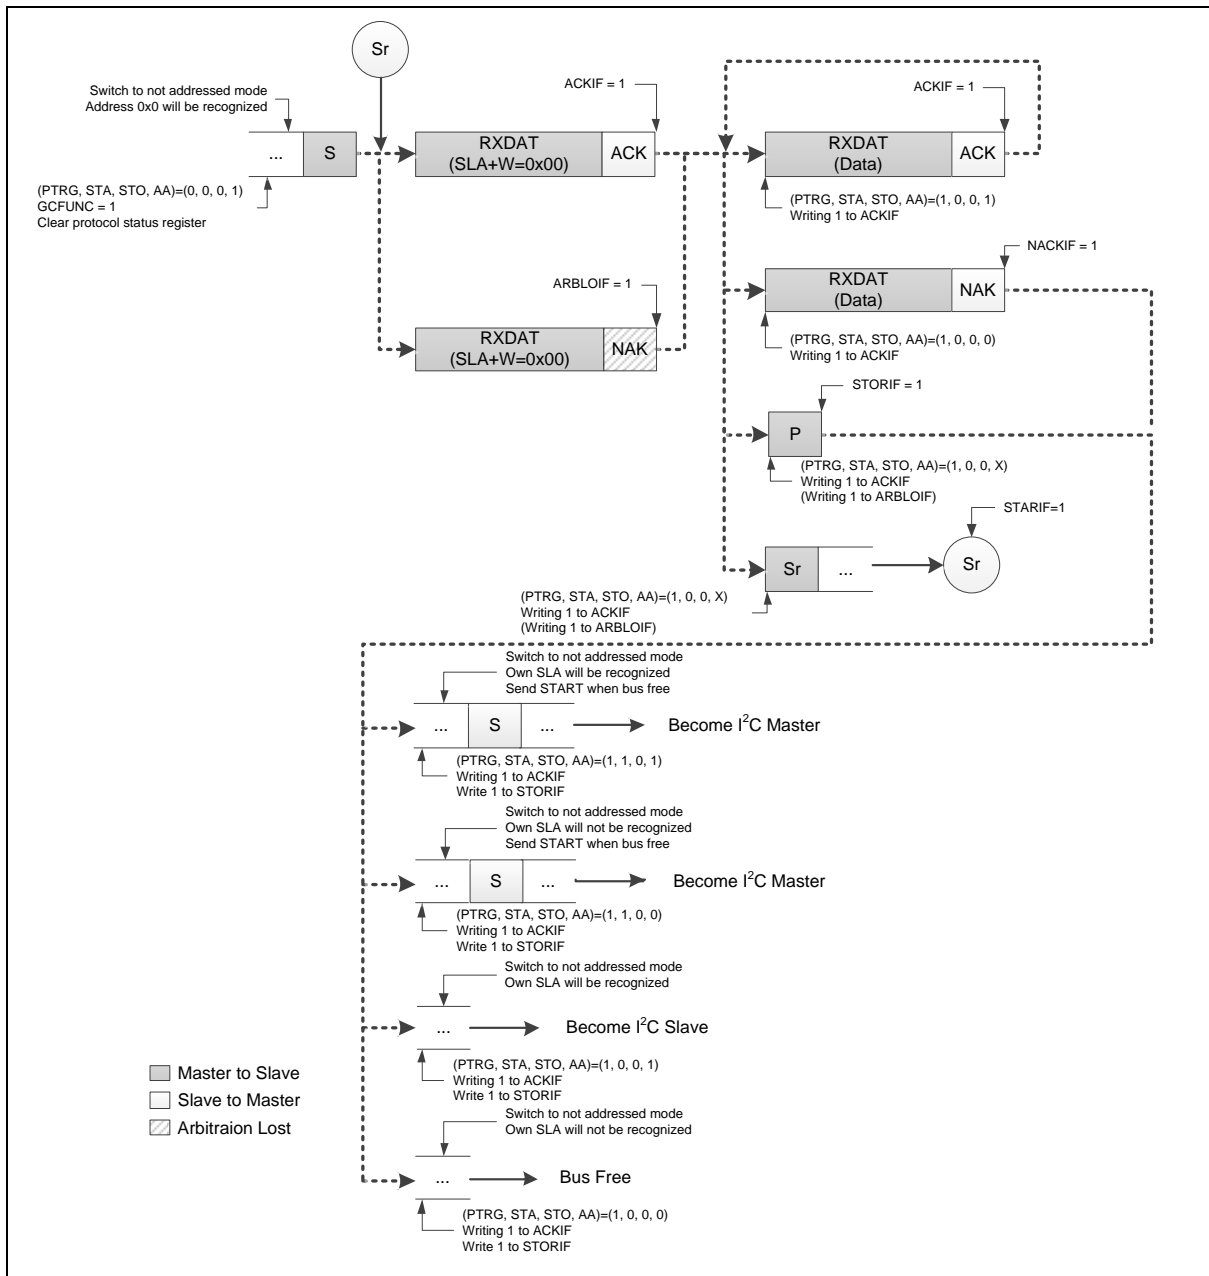 Sr
Switch to not addressed mode
Address 0x0 will be recognized
ACKIF = 1
ACKIF = 1
...
S
RXDAT
(SLA+W=0x00)
ACK
RXDAT
(Data)
ACK
(PTRG, STA, STO, AA)=(0, 0, 0, 1)
GCFUNC = 1
Clear protocol status register
(PTRG, STA, STO, AA)=(1, 0, 0, 1)
Writing 1 to ACKIF
NACKIF = 1
ARBLOIF = 1
RXDAT
(Data)
NAK
RXDAT
(SLA+W=0x00)
NAK
(PTRG, STA, STO, AA)=(1, 0, 0, 0)
Writing 1 to ACKIF
STORIF = 1
P
(PTRG, STA, STO, AA)=(1, 0, 0, X)
Writing 1 to ACKIF
(Writing 1 to ARBLOIF)
STARIF=1
Sr
...
Sr
(PTRG, STA, STO, AA)=(1, 0, 0, X)
Writing 1 to ACKIF
(Writing 1 to ARBLOIF)
Switch to not addressed mode
Own SLA will be recognized
Send START when bus free
...
S
...
Become I²C Master
(PTRG, STA, STO, AA)=(1, 1, 0, 1)
Writing 1 to ACKIF
Write 1 to STORIF
Switch to not addressed mode
Own SLA will not be recognized
Send START when bus free
...
S
...
Become I²C Master
(PTRG, STA, STO, AA)=(1, 1, 0, 0)
Writing 1 to ACKIF
Write 1 to STORIF
Switch to not addressed mode
Own SLA will be recognized
...
Become I²C Slave
(PTRG, STA, STO, AA)=(1, 0, 0, 1)
Writing 1 to ACKIF
Write 1 to STORIF
Master to Slave
Slave to Master
Arbitraion Lost
Switch to not addressed mode
Own SLA will not be recognized
...
Bus Free
(PTRG, STA, STO, AA)=(1, 0, 0, 0)
Writing 1 to ACKIF
Write 1 to STORIF